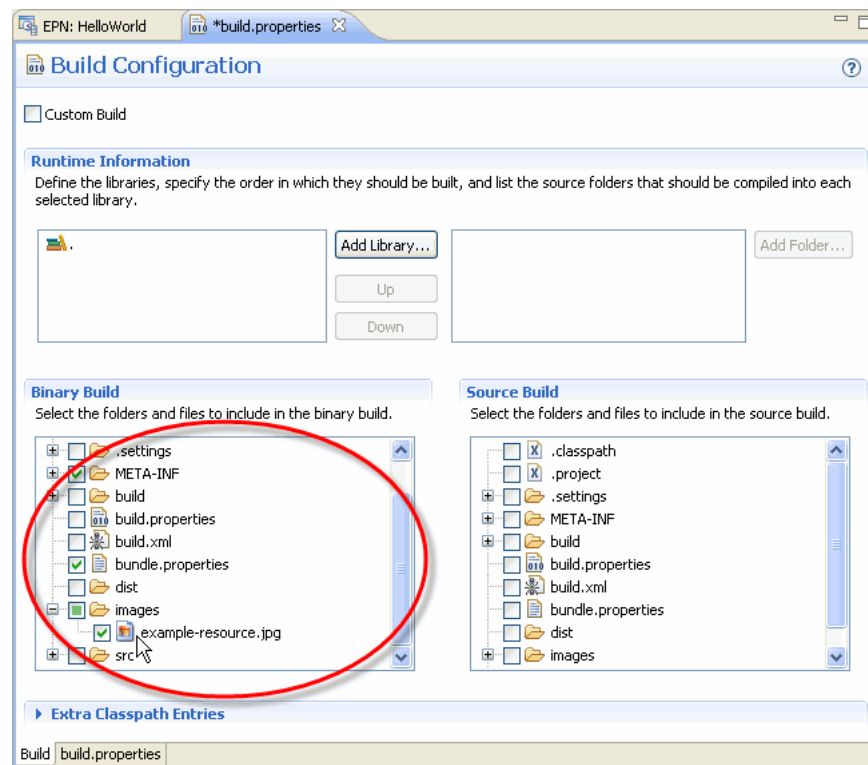 EPN: HelloWorld
*build.properties
Build Configuration
Custom Build
Runtime Information
Define the libraries, specify the order in which they should be built, and list the source folders that should be compiled into each
selected library.
.
Add Library...
Add Folder...
Up
Down
Binary Build
Select the folders and files to include in the binary build.
.settings
META-INF
build
build.properties
build.xml
bundle.properties
dist
images
example-resource.jpg
src
Source Build
Select the folders and files to include in the source build.
.classpath
.project
.settings
META-INF
build
build.properties
build.xml
bundle.properties
dist
images
Extra Classpath Entries
Build
build.properties